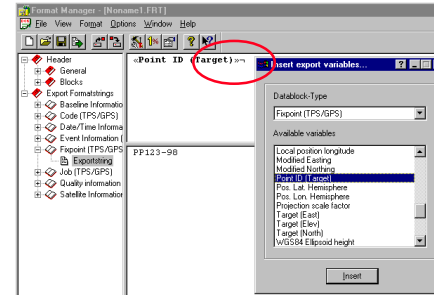 Format Manager - [Noname1.FRT]
File View Format Options Window Help
Header
General
Blocks
Export Formatstrings
Baseline Informatio
Code (TPS/GPS)
Date/Time Informa
Event Information (
Fixpoint (TPS/GPS
Exportstring
Job (TPS/GPS)
Quality information
Satellite Information
«Point ID (Target)»¬
PP123-98
Insert export variables...
Datablock-Type
Fixpoint (TPS/GPS)
Available variables
Local position longitude
Modified Easting
Modified Northing
Point ID (Target)
Pos. Lat. Hemisphere
Pos. Lon. Hemisphere
Projection scale factor
Target (East)
Target (Elev)
Target (North)
WGS84 Ellipsoid height
Insert